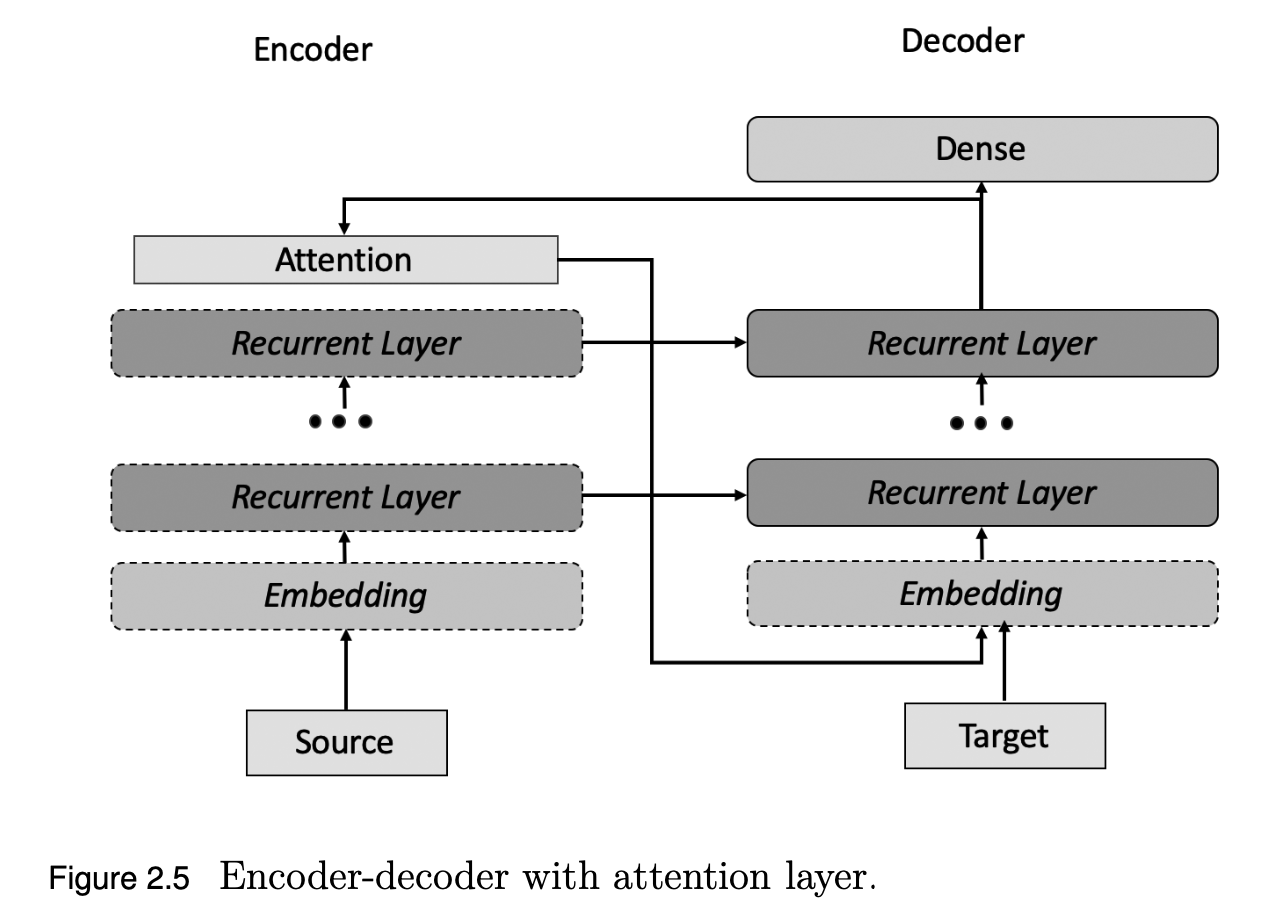 Encoder
Decoder
Dense
Attention
Recurrent Layer
Recurrent Layer
Recurrent Layer
Recurrent Layer
Embedding
Embedding
Source
Target
Figure 2.5 Encoder-decoder with attention layer.